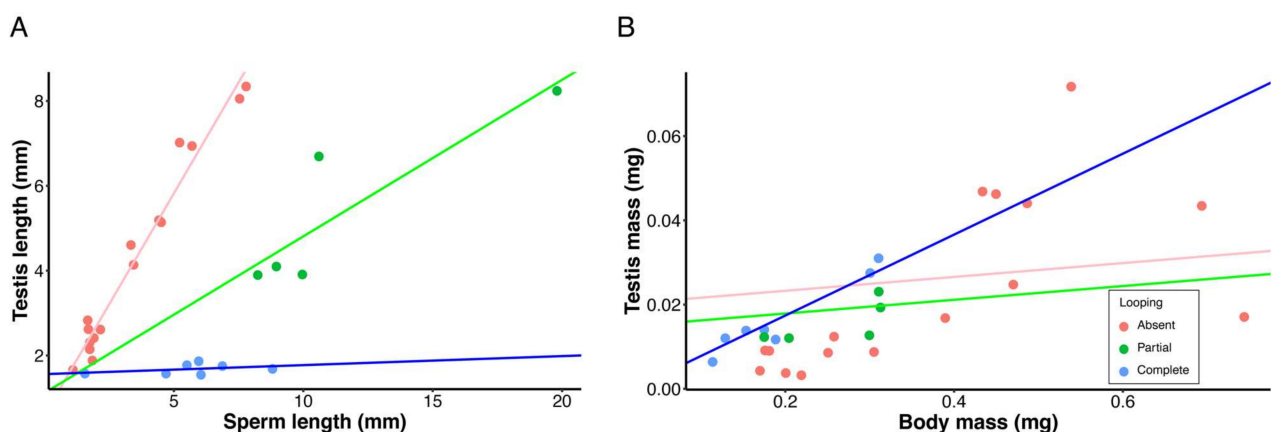 A
B
Testis length (mm)
8
6
4
2
5
10
15
20
Sperm length (mm)
Testis mass (mg)
0.06
0.04
0.02
0.00
0.2
0.4
0.6
Body mass (mg)
Looping
Absent
Partial
Complete